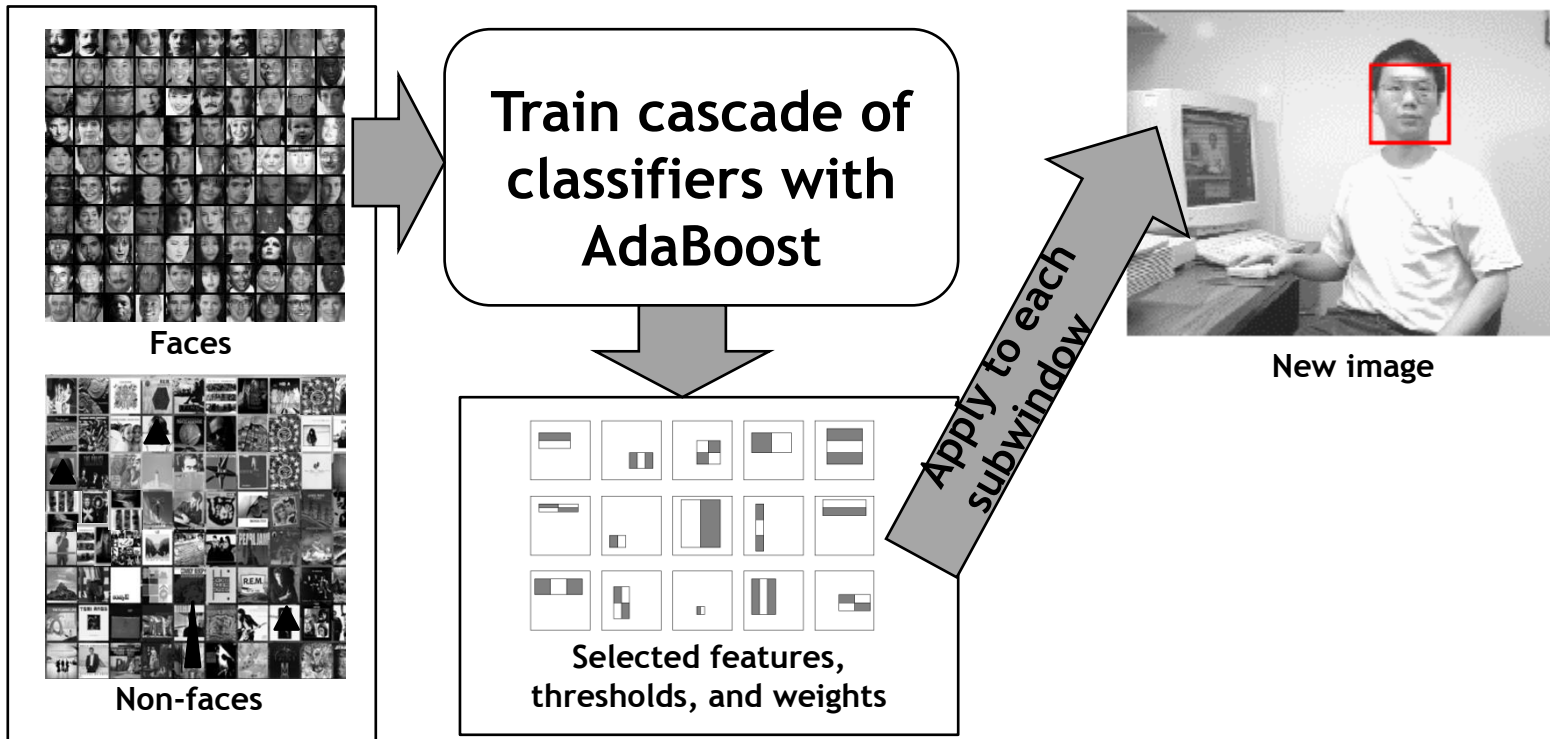 Faces
Non-faces
Train cascade of
classifiers with
AdaBoost
Selected features,
thresholds, and weights
Apply to each
subwindow
New image
R.E.M.